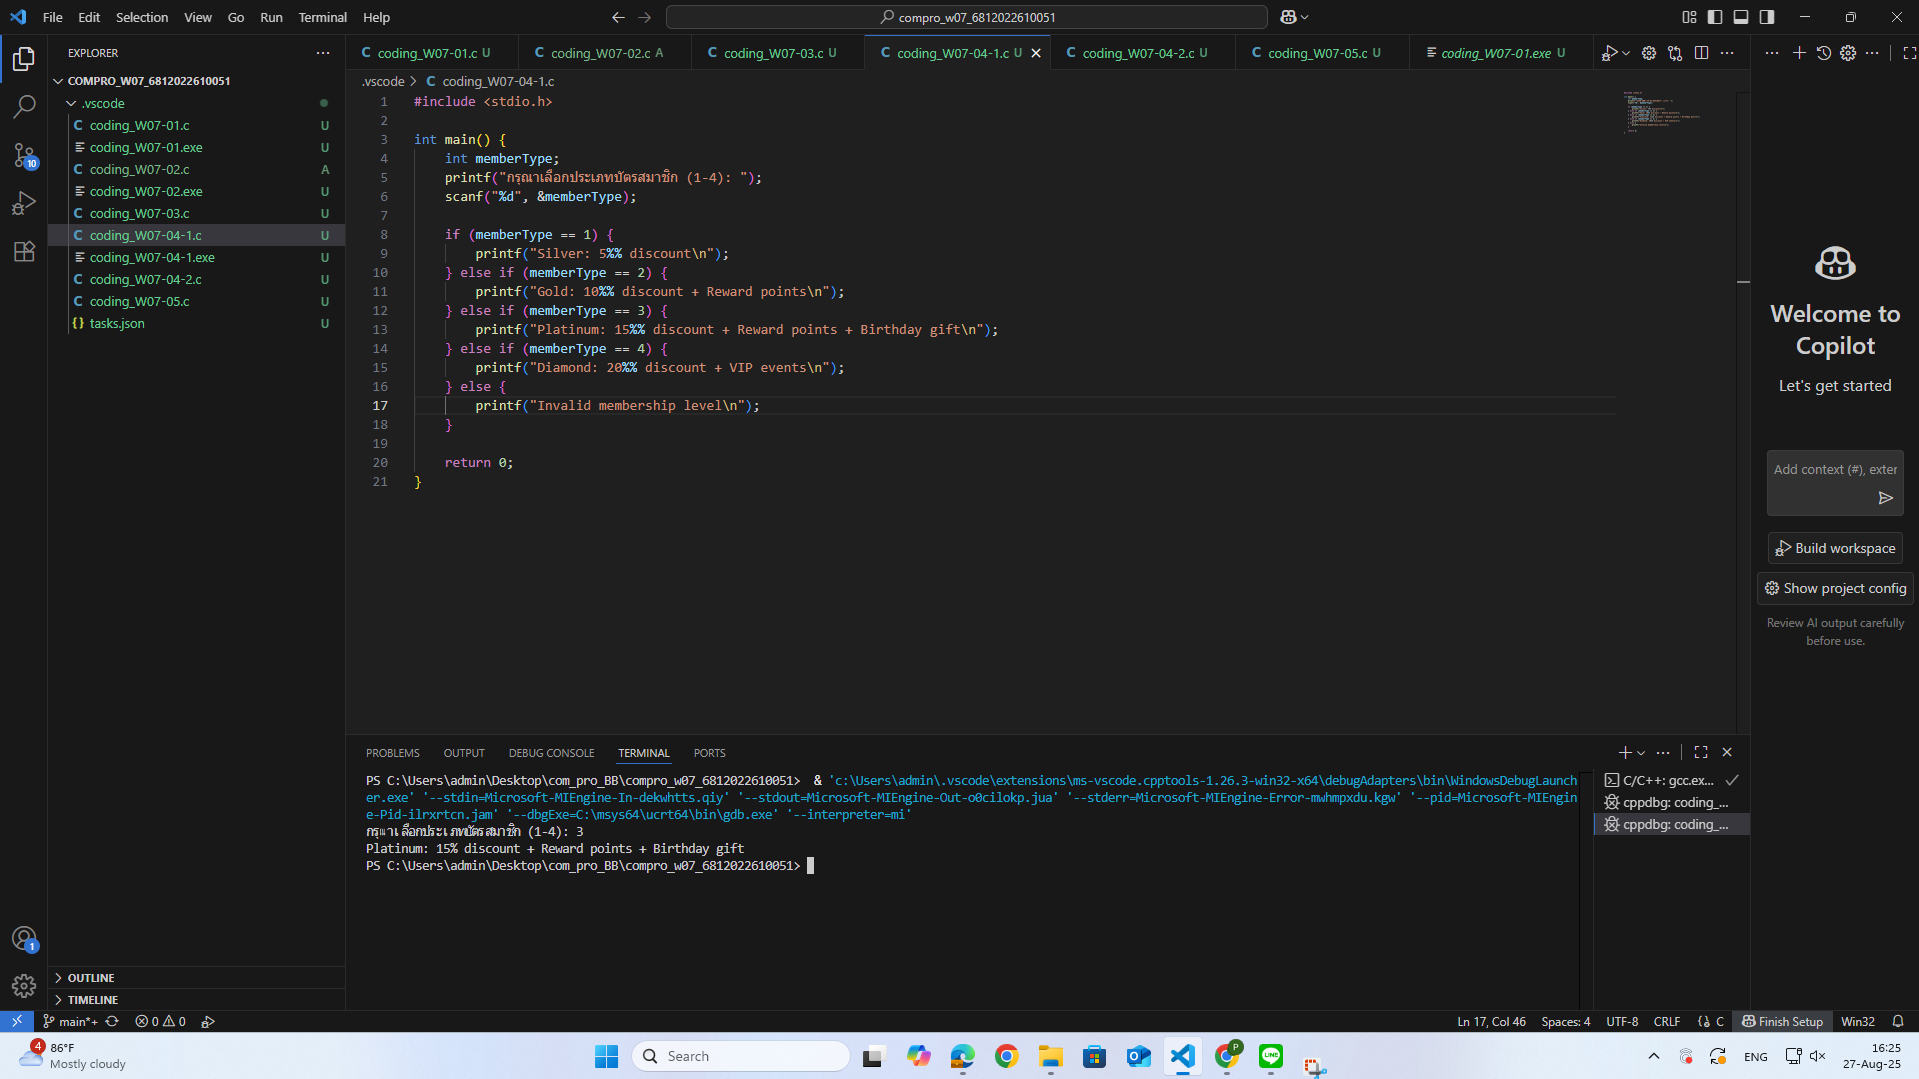 File Edit Selection View Go Run Terminal Help
compro_w07_6812022610051
EXPLORER
COMPRO_W07_6812022610051
.vscode
coding_W07-01.c U
coding_W07-01.exe U
coding_W07-02.c A
coding_W07-02.exe U
coding_W07-03.c U
coding_W07-04-1.c U
coding_W07-04-1.exe U
coding_W07-04-2.c U
coding_W07-05.c U
{} tasks.json U
OUTLINE
TIMELINE
10
1
C coding_W07-01.c U C coding_W07-02.c A C coding_W07-03.c U C coding_W07-04-1.c U C coding_W07-04-2.c U C coding_W07-05.c U coding_W07-01.exe U
.vscode > C coding_W07-04-1.c
1 #include <stdio.h>
2
3 int main() {
4 int memberType;
5 printf("กรุณาเลือกประเภทบัตรสมาชิก (1-4): ");
6 scanf("%d", &memberType);
7
8 if (memberType == 1) {
9 printf("Silver: 5%% discount\n");
10 } else if (memberType == 2) {
11 printf("Gold: 10%% discount + Reward points\n");
12 } else if (memberType == 3) {
13 printf("Platinum: 15%% discount + Reward points + Birthday gift\n");
14 } else if (memberType == 4) {
15 printf("Diamond: 20%% discount + VIP events\n");
16 } else {
17 printf("Invalid membership level\n");
18 }
19
20 return 0;
21 }
PROBLEMS OUTPUT DEBUG CONSOLE TERMINAL PORTS
PS C:\Users\admin\Desktop\com_pro_BB\compro_w07_6812022610051> & 'c:\Users\admin\.vscode\extensions\ms-vscode.cpptools-1.26.3-win32-x64\debugAdapters\bin\WindowsDebugLaunch
er.exe' '--stdin=Microsoft-MIEngine-In-dekwhtts.qiy' '--stdout=Microsoft-MIEngine-Out-o0cilokp.jua' '--stderr=Microsoft-MIEngine-Error-mwhmpxdu.kgw' '--pid=Microsoft-MIEngin
e-Pid-ilrxrtcn.jam' '--dbgExe=C:\msys64\ucrt64\bin\gdb.exe' '--interpreter=mi'
กรุณาเลือกประเภทบัตรสมาชิก (1-4): 3
Platinum: 15% discount + Reward points + Birthday gift
PS C:\Users\admin\Desktop\com_pro_BB\compro_w07_6812022610051>
C/C++: gcc.ex...
cppdbg: coding_...
cppdbg: coding_...
Welcome to
Copilot
Let's get started
Add context (#), exter
Build workspace
Show project config
Review AI output carefully
before use.
main*+ 0 0 Ln 17, Col 46 Spaces: 4 UTF-8 CRLF {} C Finish Setup Win32
4
86°F
Mostly cloudy
Search
P
LINE
ENG
16:25
27-Aug-25